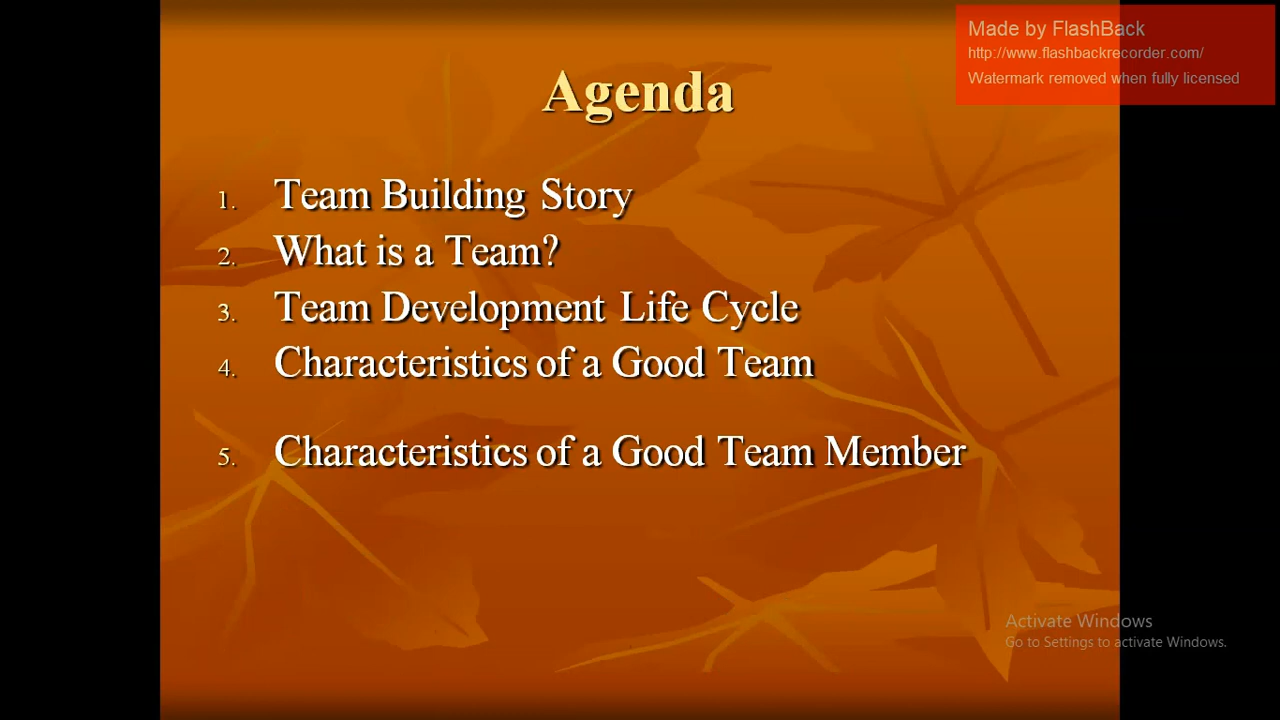 Made by FlashBack
http://www.flashbackrecorder.com/
Watermark removed when fully licensed
Agenda
1. Team Building Story
2. What is a Team?
3. Team Development Life Cycle
4. Characteristics of a Good Team
5. Characteristics of a Good Team Member
Activate Windows
Go to Settings to activate Windows.